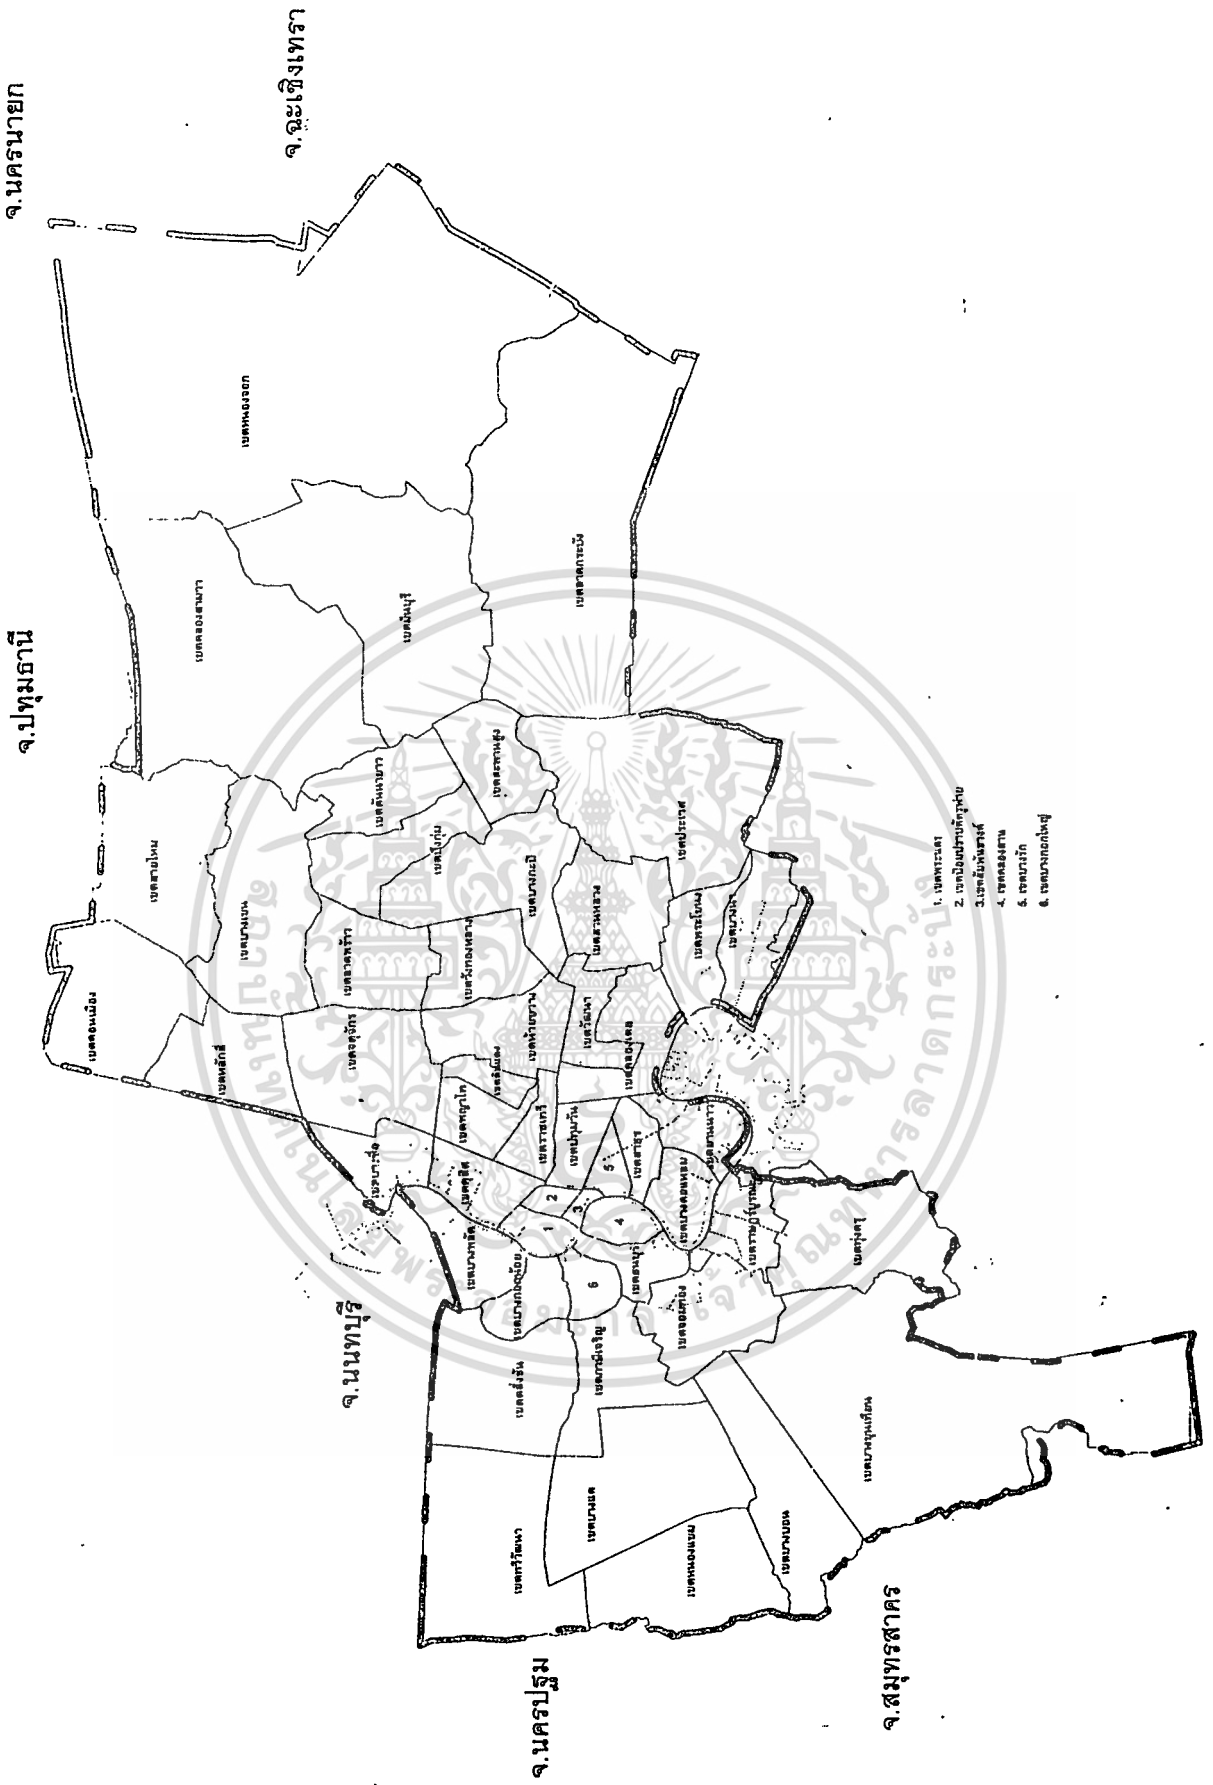 จ.นครนายก
จ.ปทุมธานี
จ.ฉะเชิงเทรา
จ.นนทบุรี
จ.นครปฐม
จ.สมุทรสาคร
เขตดอนเมือง
เขตสายไหม
เขตหลักสี่
เขตบางเขน
เขตคลองสามวา
เขตหนองจอก
เขตมีนบุรี
เขตลาดกระบัง
เขตคันนายาว
เขตสะพานสูง
เขตบึงกุ่ม
เขตบางกะปิ
เขตลาดพร้าว
เขตวังทองหลาง
เขตจตุจักร
เขตห้วยขวาง
เขตดินแดง
เขตพญาไท
เขตราชเทวี
เขตปทุมวัน
เขตบางซื่อ
เขตดุสิต
เขตวัฒนา
เขตคลองเตย
เขตสวนหลวง
เขตประเวศ
เขตพระโขนง
เขตบางนา
เขตสาธร
เขตยานนาวา
เขตบางคอแหลม
เขตบางพลัด
เขตบางกอกน้อย
เขตธนบุรี
เขตราษฎร์บูรณะ
เขตทุ่งครุ
เขตจอมทอง
เขตภาษีเจริญ
เขตตลิ่งชัน
เขตทวีวัฒนา
เขตบางแค
เขตหนองแขม
เขตบางบอน
เขตบางขุนเทียน
1
2
3
4
5
6
1. เขตพระนคร
2. เขตป้อมปราบศัตรูพ่าย
3.เขตสัมพันธวงศ์
4. เขตคลองสาน
5. เขตบางรัก
6. เขตบางกอกใหญ่